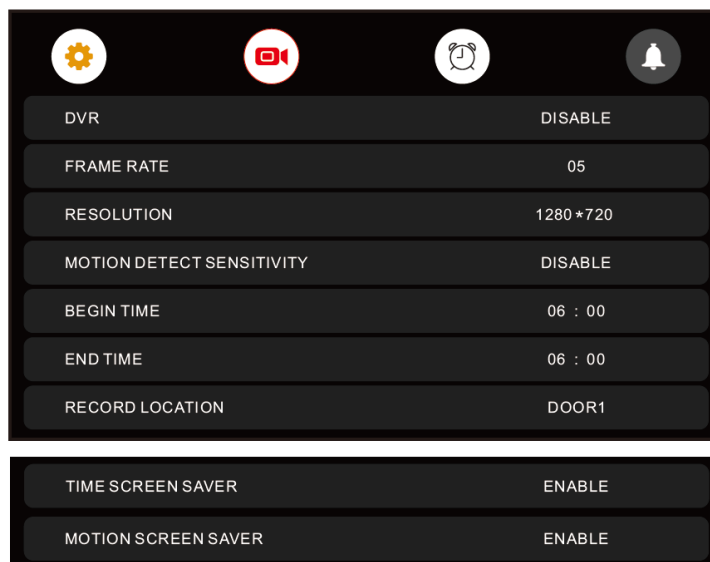 DVR DISABLE
FRAME RATE 05
RESOLUTION 1280*720
MOTION DETECT SENSITIVITY DISABLE
BEGIN TIME 06 : 00
END TIME 06 : 00
RECORD LOCATION DOOR1
TIME SCREEN SAVER ENABLE
MOTION SCREEN SAVER ENABLE